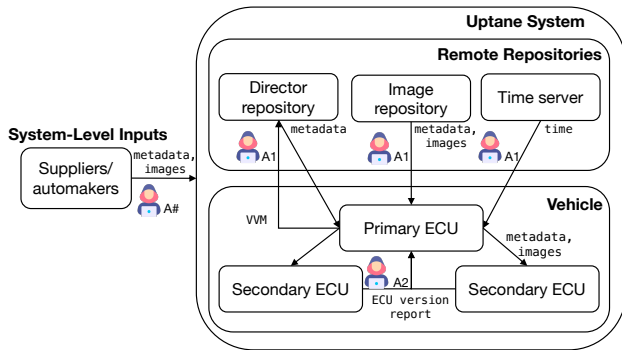 Uptane System
Remote Repositories
Director
repository
Image
repository
Time server
metadata
metadata,
images
time
A1
A1
A1
System-Level Inputs
Suppliers/
automakers
metadata,
images
A#
Vehicle
VVM
Primary ECU
metadata,
images
Secondary ECU
A2
ECU version
report
Secondary ECU